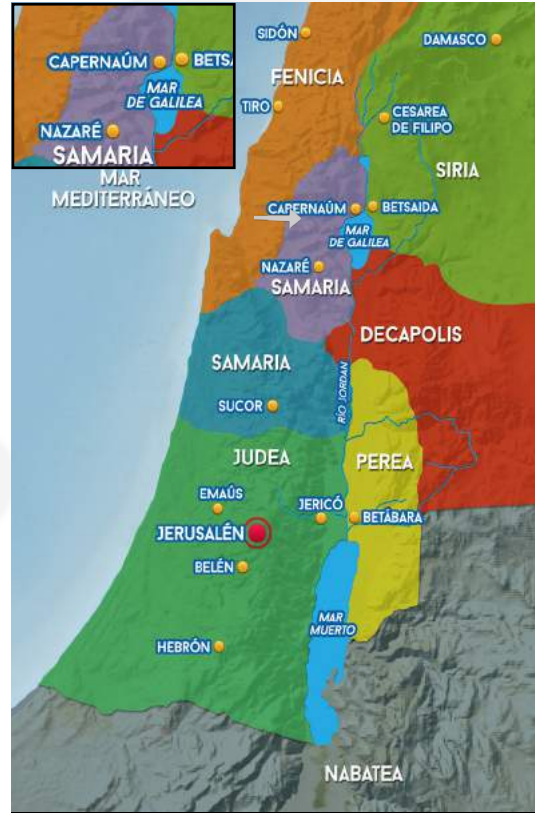 CAPERNAÚM
BETSA
MAR
DE GALILEA
NAZARÉ
SAMARIA
MAR
MEDITERRÁNEO
SIDÓN
DAMASCO
FENICIA
TIRO
CESAREA
DE FILIPO
SIRIA
CAPERNAÚM
BETSAIDA
MAR
DE GALILEA
NAZARÉ
SAMARIA
DECAPOLIS
SAMARIA
RÍO JORDAN
SUCOR
JUDEA
PEREA
EMAÚS
JERICÓ
BETÁBARA
JERUSALÉN
BELÉN
MAR
MUERTO
HEBRÓN
NABATEA